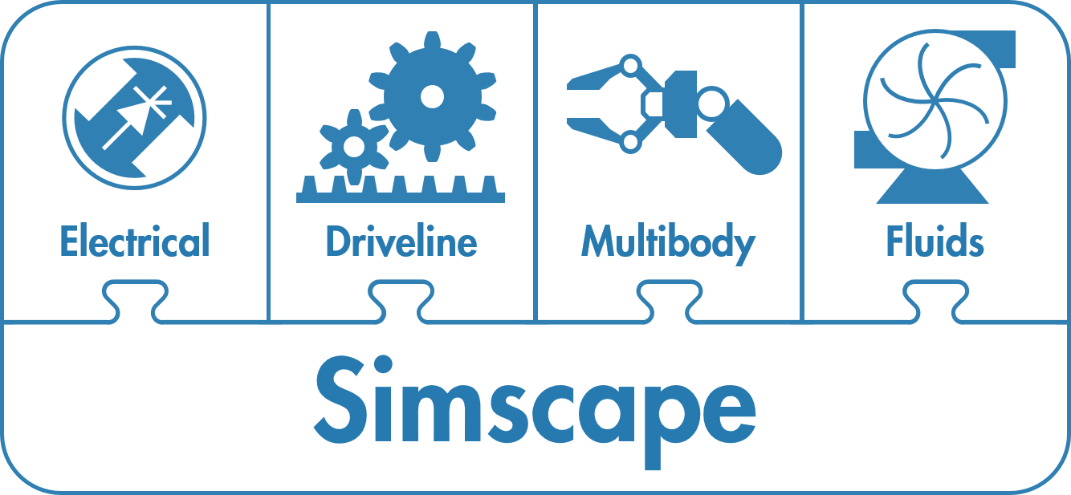 Electrical
Driveline
Multibody
Fluids
Simscape